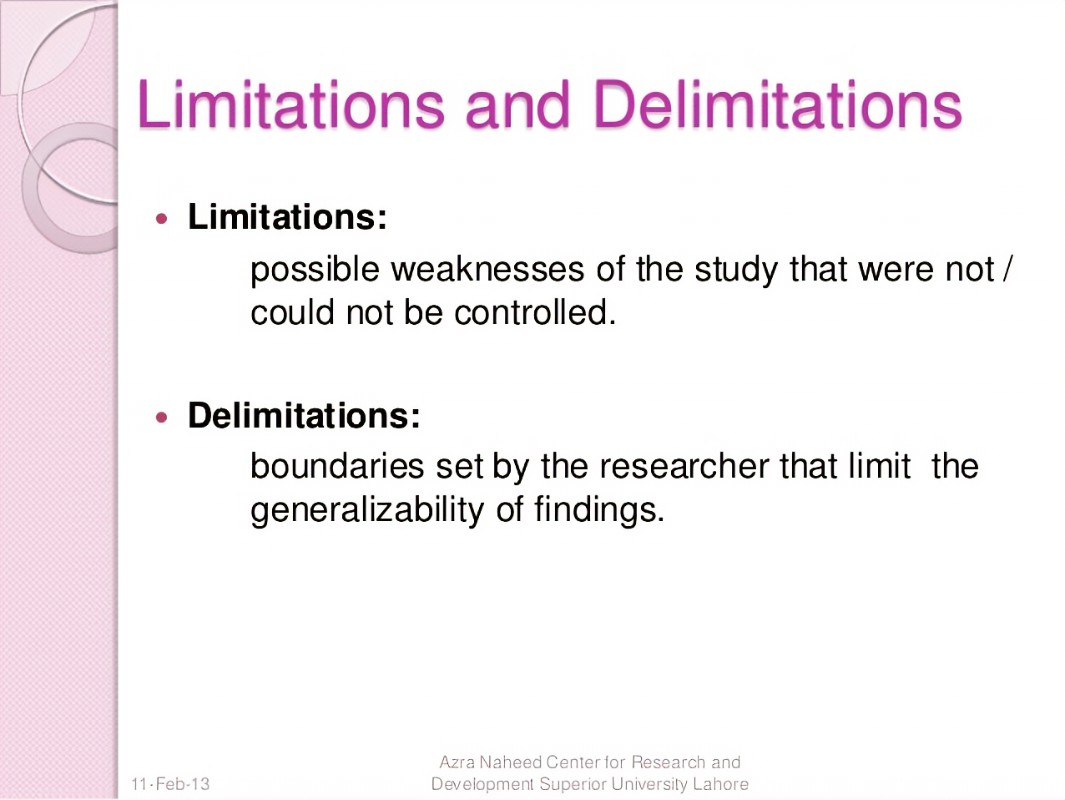 Limitations and Delimitations
• Limitations:
possible weaknesses of the study that were not /
could not be controlled.
• Delimitations:
boundaries set by the researcher that limit  the
generalizability of findings.
11-Feb-13
Azra Naheed Center for Research and
Development Superior University Lahore